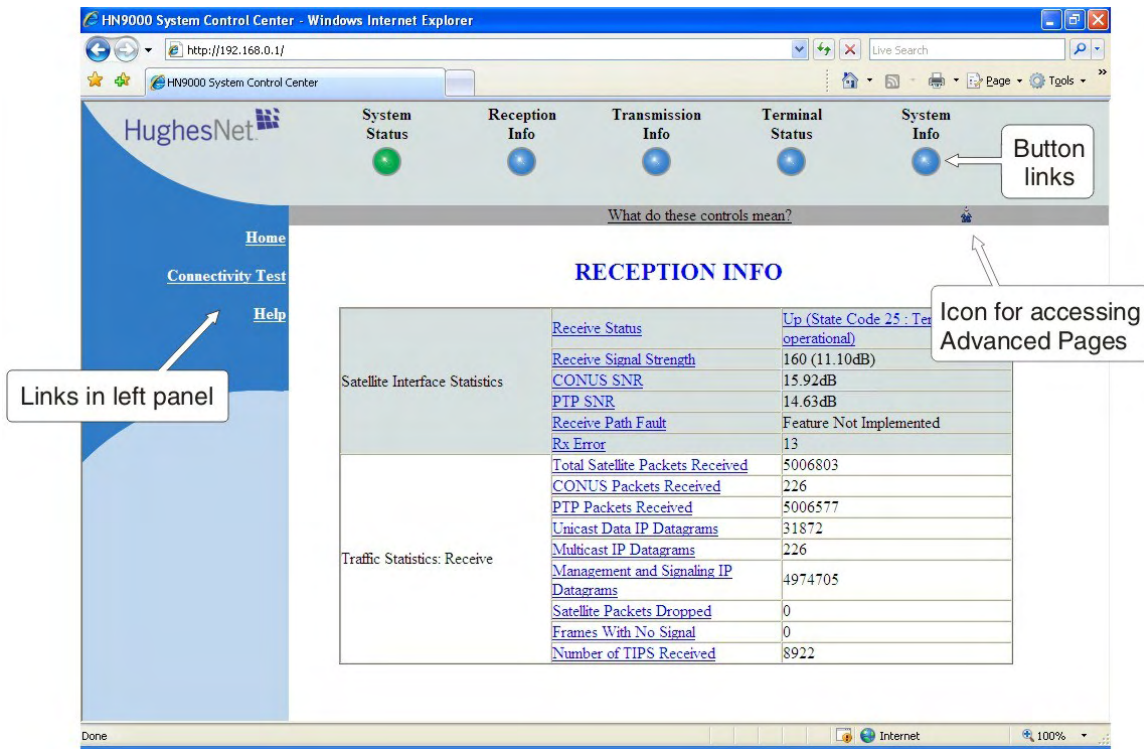 HN9000 System Control Center - Windows Internet Explorer
http://192.168.0.1/
Live Search
HN9000 System Control Center
Page
Tools
HughesNet
System Status
Reception Info
Transmission Info
Terminal Status
System Info
Button links
What do these controls mean?
Home
Connectivity Test
Help
Links in left panel
Icon for accessing Advanced Pages
RECEPTION INFO
Satellite Interface Statistics
Receive Status Up (State Code 25 : operational)
Receive Signal Strength 160 (11.10dB)
CONUS SNR 15.92dB
PTP SNR 14.63dB
Receive Path Fault Feature Not Implemented
Rx Error 13
Traffic Statistics: Receive
Total Satellite Packets Received 5006803
CONUS Packets Received 226
PTP Packets Received 5006577
Unicast Data IP Datagrams 31872
Multicast IP Datagrams 226
Management and Signaling IP Datagrams 4974705
Satellite Packets Dropped 0
Frames With No Signal 0
Number of TIPS Received 8922
Done
Internet
100%